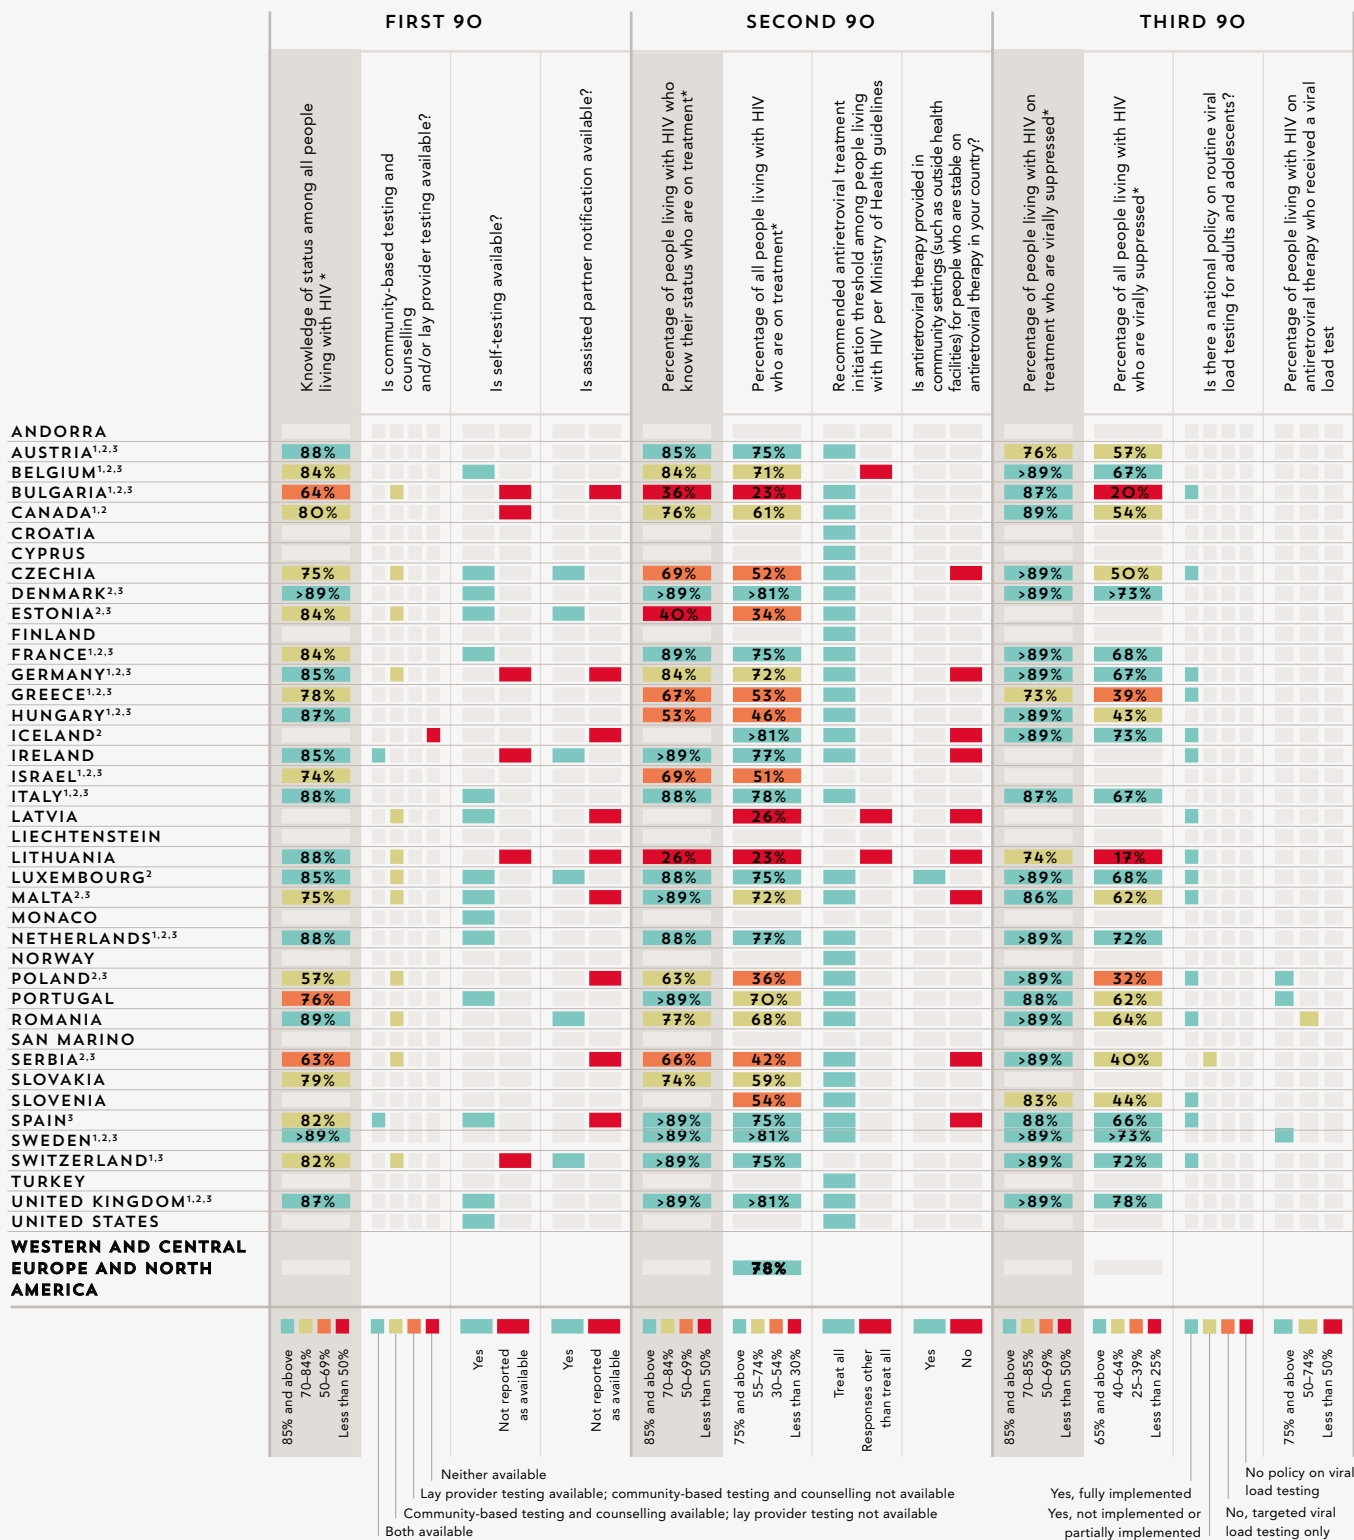 FIRST 90
SECOND 90
THIRD 90
Knowledge of status among all people
living with HIV *
Is community-based testing and
counselling
and/or lay provider testing available?
Is self-testing available?
Is assisted partner notification available?
Percentage of people living with HIV who
know their status who are on treatment*
Percentage of all people living with HIV
who are on treatment*
Recommended antiretroviral treatment
initiation threshold among people living
with HIV per Ministry of Health guidelines
Is antiretroviral therapy provided in
community settings (such as outside health
facilities) for people who are stable on
antiretroviral therapy in your country?
Percentage of people living with HIV on
treatment who are virally suppressed*
Percentage of all people living with HIV
who are virally suppressed*
Is there a national policy on routine viral
load testing for adults and adolescents?
Percentage of people living with HIV on
antiretroviral therapy who received a viral
load test
ANDORRA
AUSTRIA1,2,3 88% 85% 75% 76% 57%
BELGIUM1,2,3 84% 84% 71% >89% 67%
BULGARIA1,2,3 64% 36% 23% 87% 20%
CANADA1,2 80% 76% 61% 89% 54%
CROATIA
CYPRUS
CZECHIA 75% 69% 52% >89% 50%
DENMARK2,3 >89% >89% >81% >89% >73%
ESTONIA2,3 84% 40% 34%
FINLAND
FRANCE1,2,3 84% 89% 75% >89% 68%
GERMANY1,2,3 85% 84% 72% >89% 67%
GREECE1,2,3 78% 67% 53% 73% 39%
HUNGARY1,2,3 87% 53% 46% >89% 43%
ICELAND2 >81% >89% 73%
IRELAND 85% >89% 77%
ISRAEL1,2,3 74% 69% 51%
ITALY1,2,3 88% 88% 78% 87% 67%
LATVIA 26%
LIECHTENSTEIN
LITHUANIA 88% 26% 23% 74% 17%
LUXEMBOURG2 85% 88% 75% >89% 68%
MALTA2,3 75% >89% 72% 86% 62%
MONACO
NETHERLANDS1,2,3 88% 88% 77% >89% 72%
NORWAY
POLAND2,3 57% 63% 36% >89% 32%
PORTUGAL 76% >89% 70% 88% 62%
ROMANIA 89% 77% 68% >89% 64%
SAN MARINO
SERBIA2,3 63% 66% 42% >89% 40%
SLOVAKIA 79% 74% 59%
SLOVENIA 54% 83% 44%
SPAIN3 82% >89% 75% 88% 66%
SWEDEN1,2,3 >89% >89% >81% >89% >73%
SWITZERLAND1,3 82% >89% 75% >89% 72%
TURKEY
UNITED KINGDOM1,2,3 87% >89% >81% >89% 78%
UNITED STATES
WESTERN AND CENTRAL
EUROPE AND NORTH
AMERICA
78%
85% and above
70–84%
50–69%
Less than 50%
Yes
Not reported
as available
Yes
Not reported
as available
85% and above
70–84%
50–69%
Less than 50%
75% and above
55–74%
30–54%
Less than 30%
Treat all
Responses other
than treat all
Yes
No
85% and above
70–85%
50–69%
Less than 50%
65% and above
40–64%
25–39%
Less than 25%
75% and above
50–74%
Less than 50%
Neither available
Lay provider testing available; community-based testing and counselling not available
Community-based testing and counselling available; lay provider testing not available
Both available
No policy on viral
load testing
Yes, fully implemented
Yes, not implemented or
partially implemented
No, targeted viral
load testing only